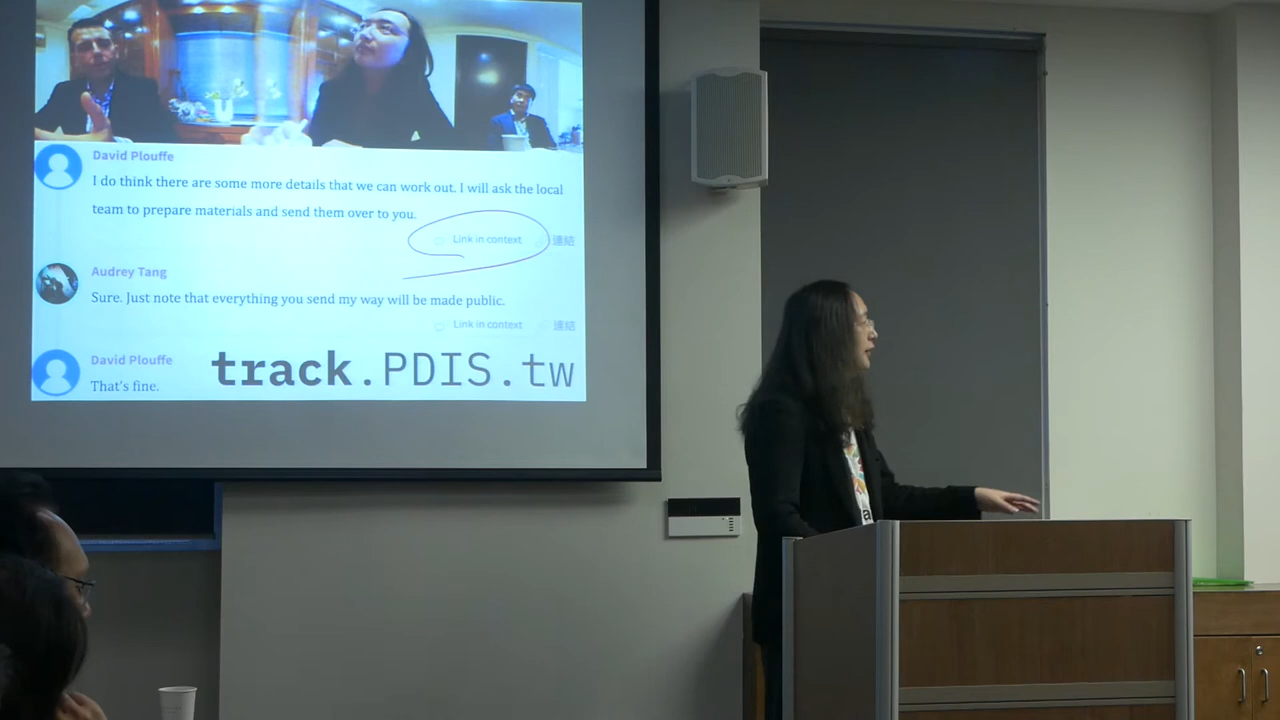 David Plouffe
I do think there are some more details that we can work out. I will ask the local
team to prepare materials and send them over to you.
Link in context
連結
Audrey Tang
Sure. Just note that everything you send my way will be made public.
Link in context
連結
David Plouffe
That's fine.
track.PDIS.tw
a